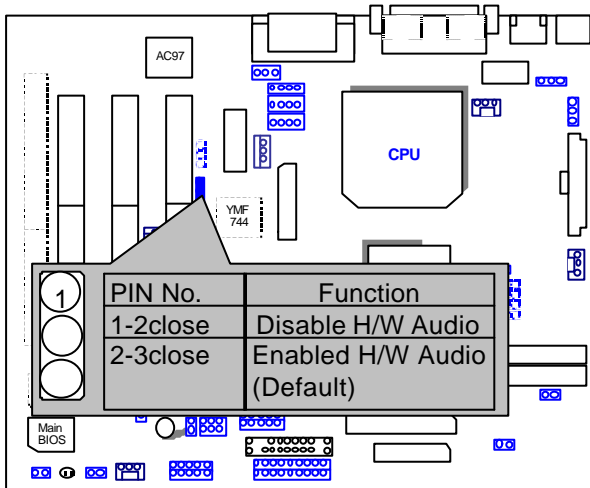 AC97
CPU
YMF
744
1
PIN No. Function
1-2close Disable H/W Audio
2-3close Enabled H/W Audio
(Default)
Main
BIOS